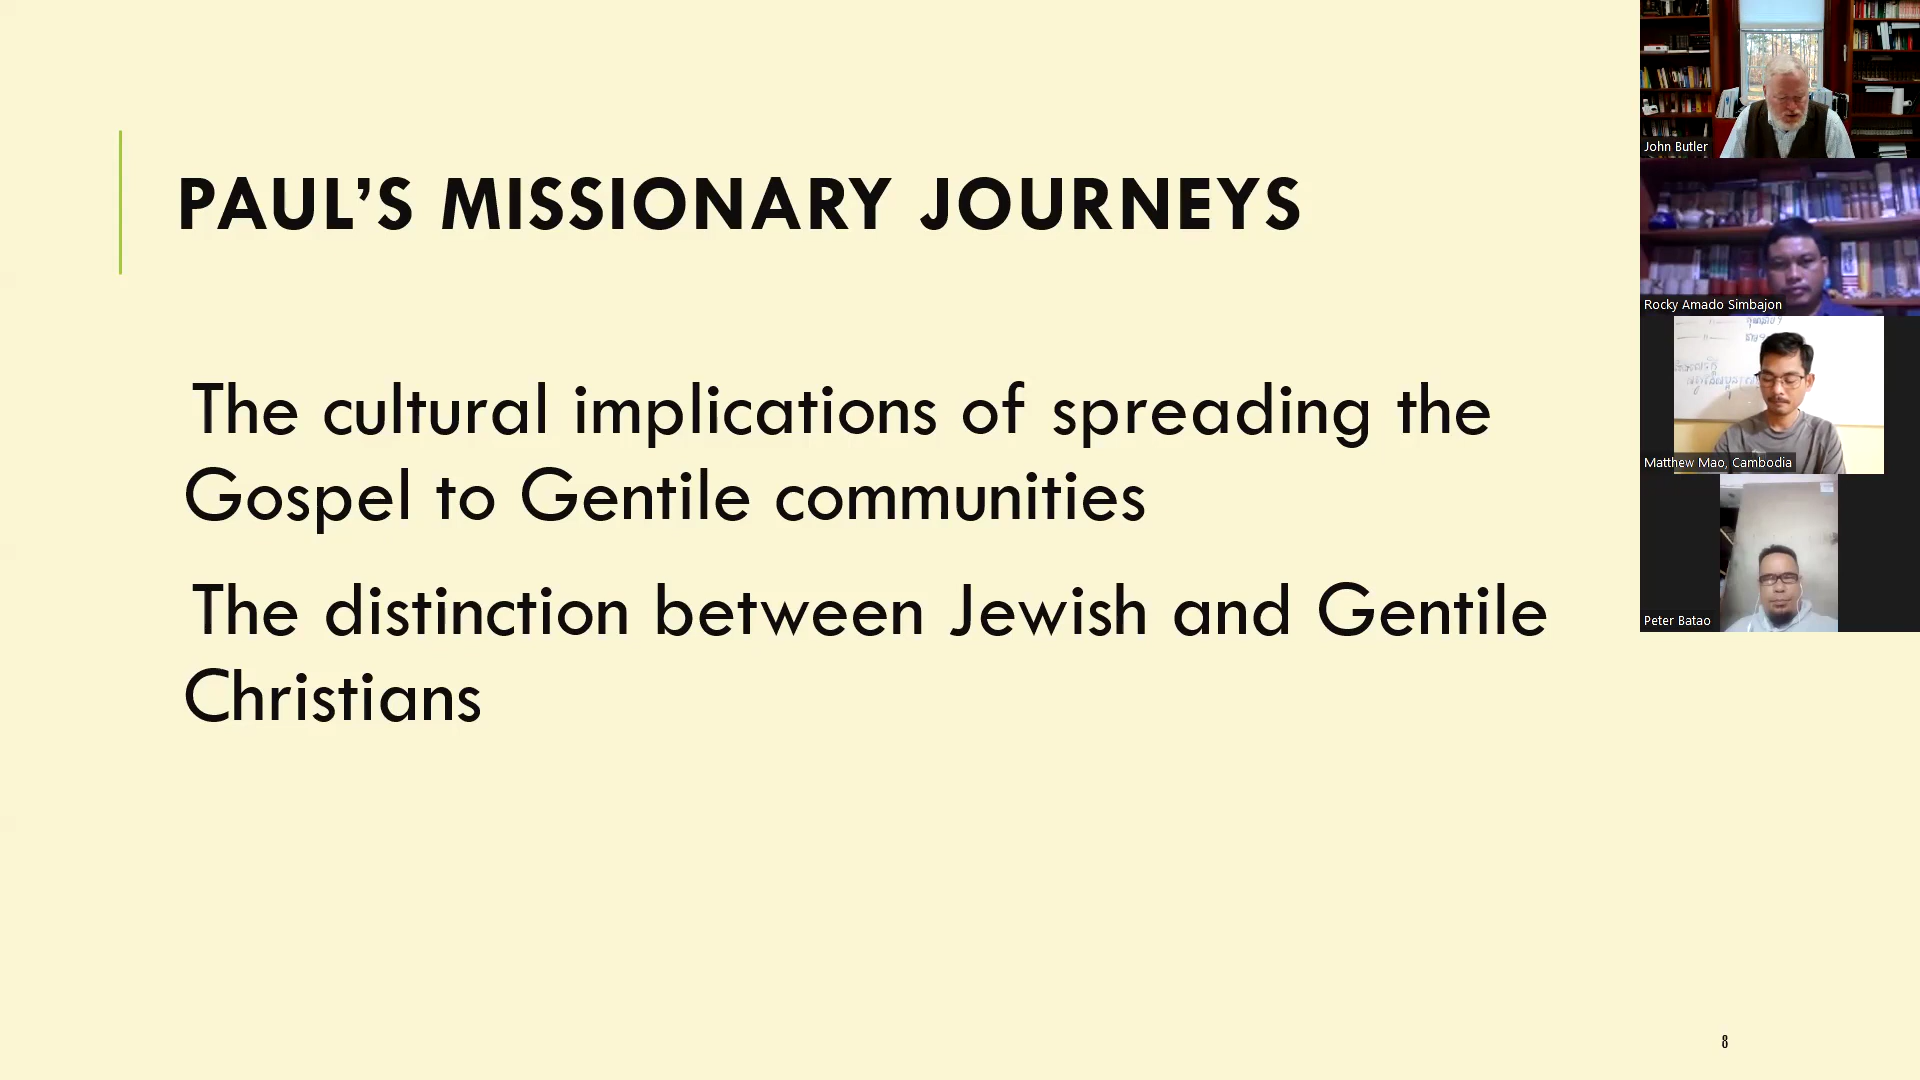 PAUL’S MISSIONARY JOURNEYS
The cultural implications of spreading the
Gospel to Gentile communities
The distinction between Jewish and Gentile
Christians
8
John Butler
Rocky Amado Simbajon
Matthew Mao, Cambodia
Peter Batao